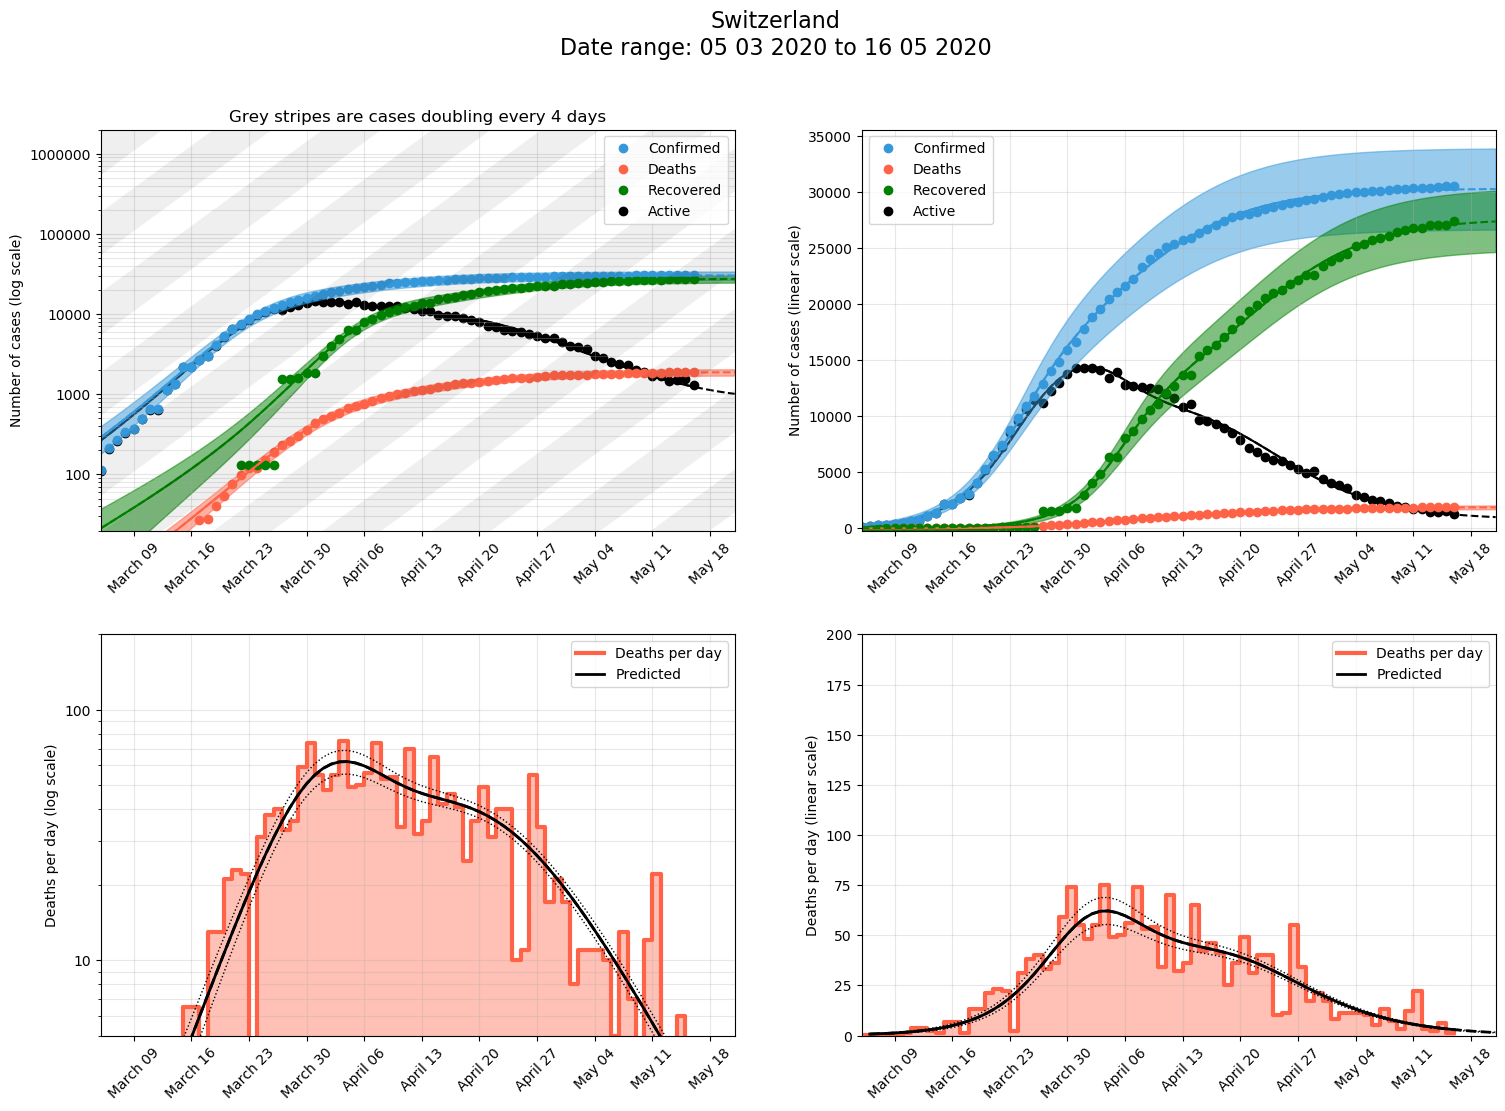 Switzerland
Date range: 05 03 2020 to 16 05 2020
Grey stripes are cases doubling every 4 days
Number of cases (log scale)
1000000
100000
10000
1000
100
Confirmed
Deaths
Recovered
Active
March 09
March 16
March 23
March 30
April 06
April 13
April 20
April 27
May 04
May 11
May 18
Number of cases (linear scale)
35000
30000
25000
20000
15000
10000
5000
0
Confirmed
Deaths
Recovered
Active
March 09
March 16
March 23
March 30
April 06
April 13
April 20
April 27
May 04
May 11
May 18
Deaths per day (log scale)
100
10
Deaths per day
Predicted
March 09
March 16
March 23
March 30
April 06
April 13
April 20
April 27
May 04
May 11
May 18
Deaths per day (linear scale)
200
175
150
125
100
75
50
25
0
Deaths per day
Predicted
March 09
March 16
March 23
March 30
April 06
April 13
April 20
April 27
May 04
May 11
May 18